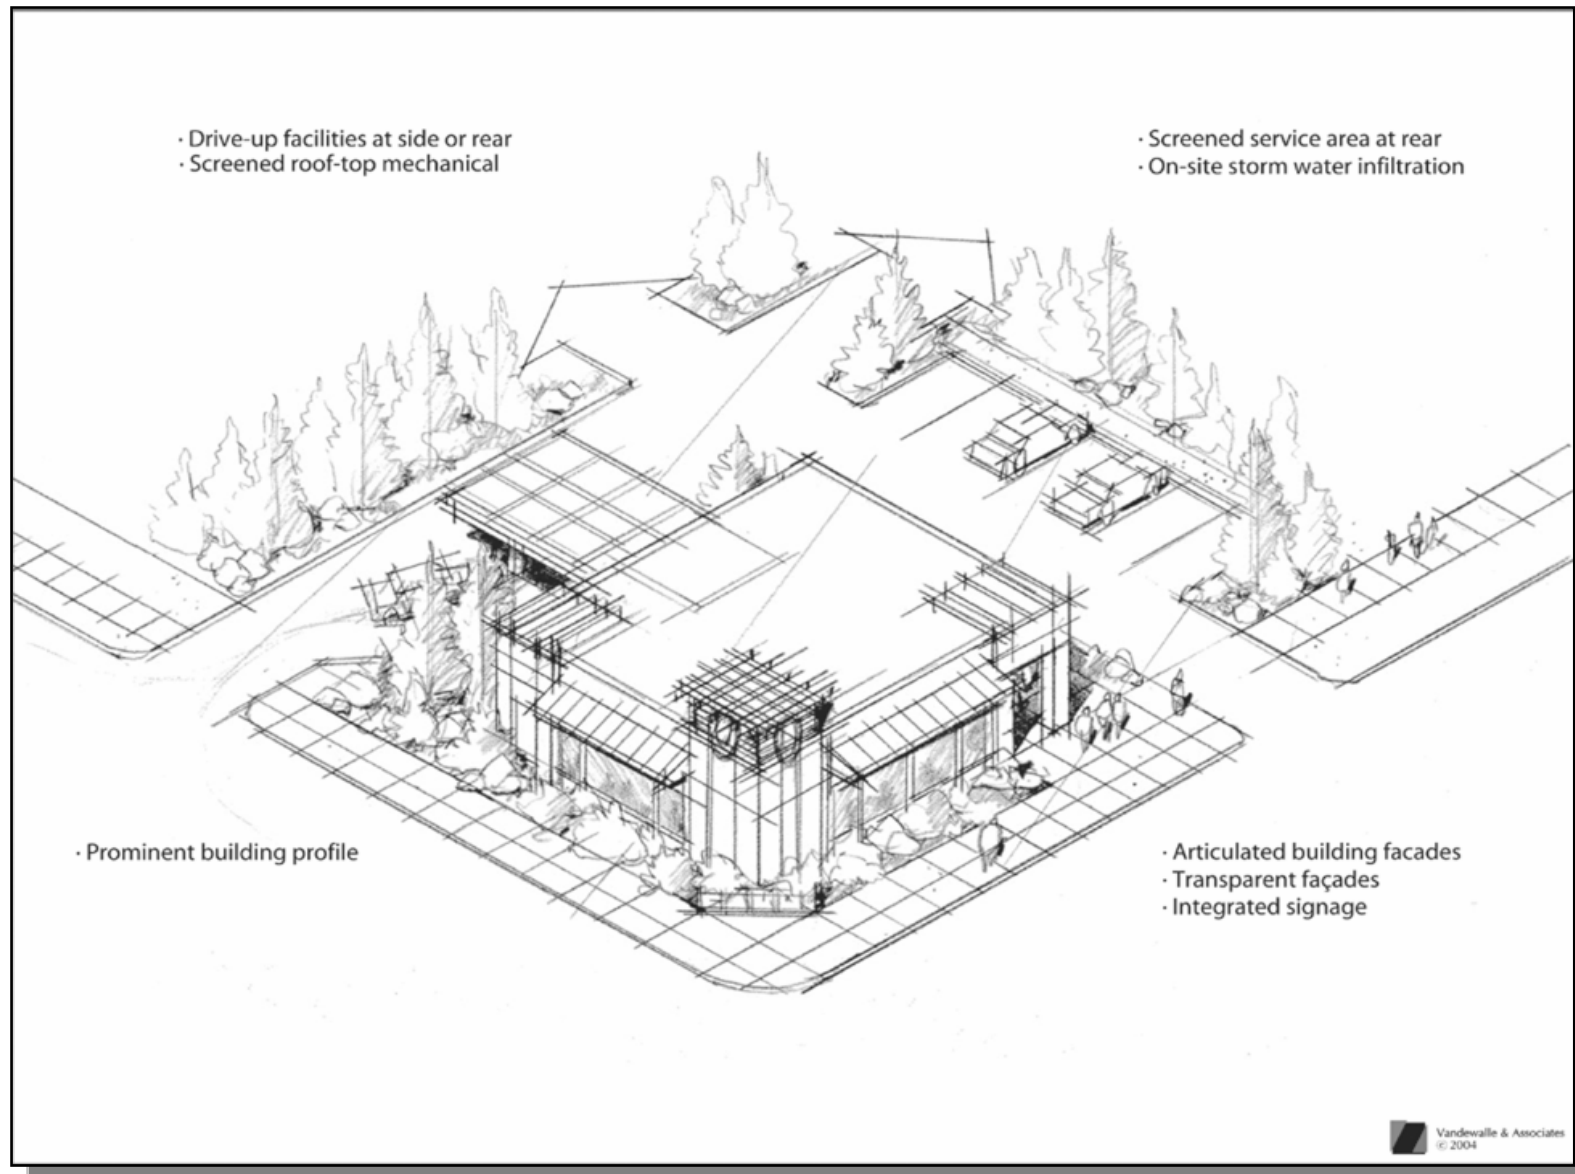 · Drive-up facilities at side or rear
· Screened roof-top mechanical
· Screened service area at rear
· On-site storm water infiltration
· Prominent building profile
· Articulated building facades
· Transparent façades
· Integrated signage
Vandewalle & Associates
© 2004